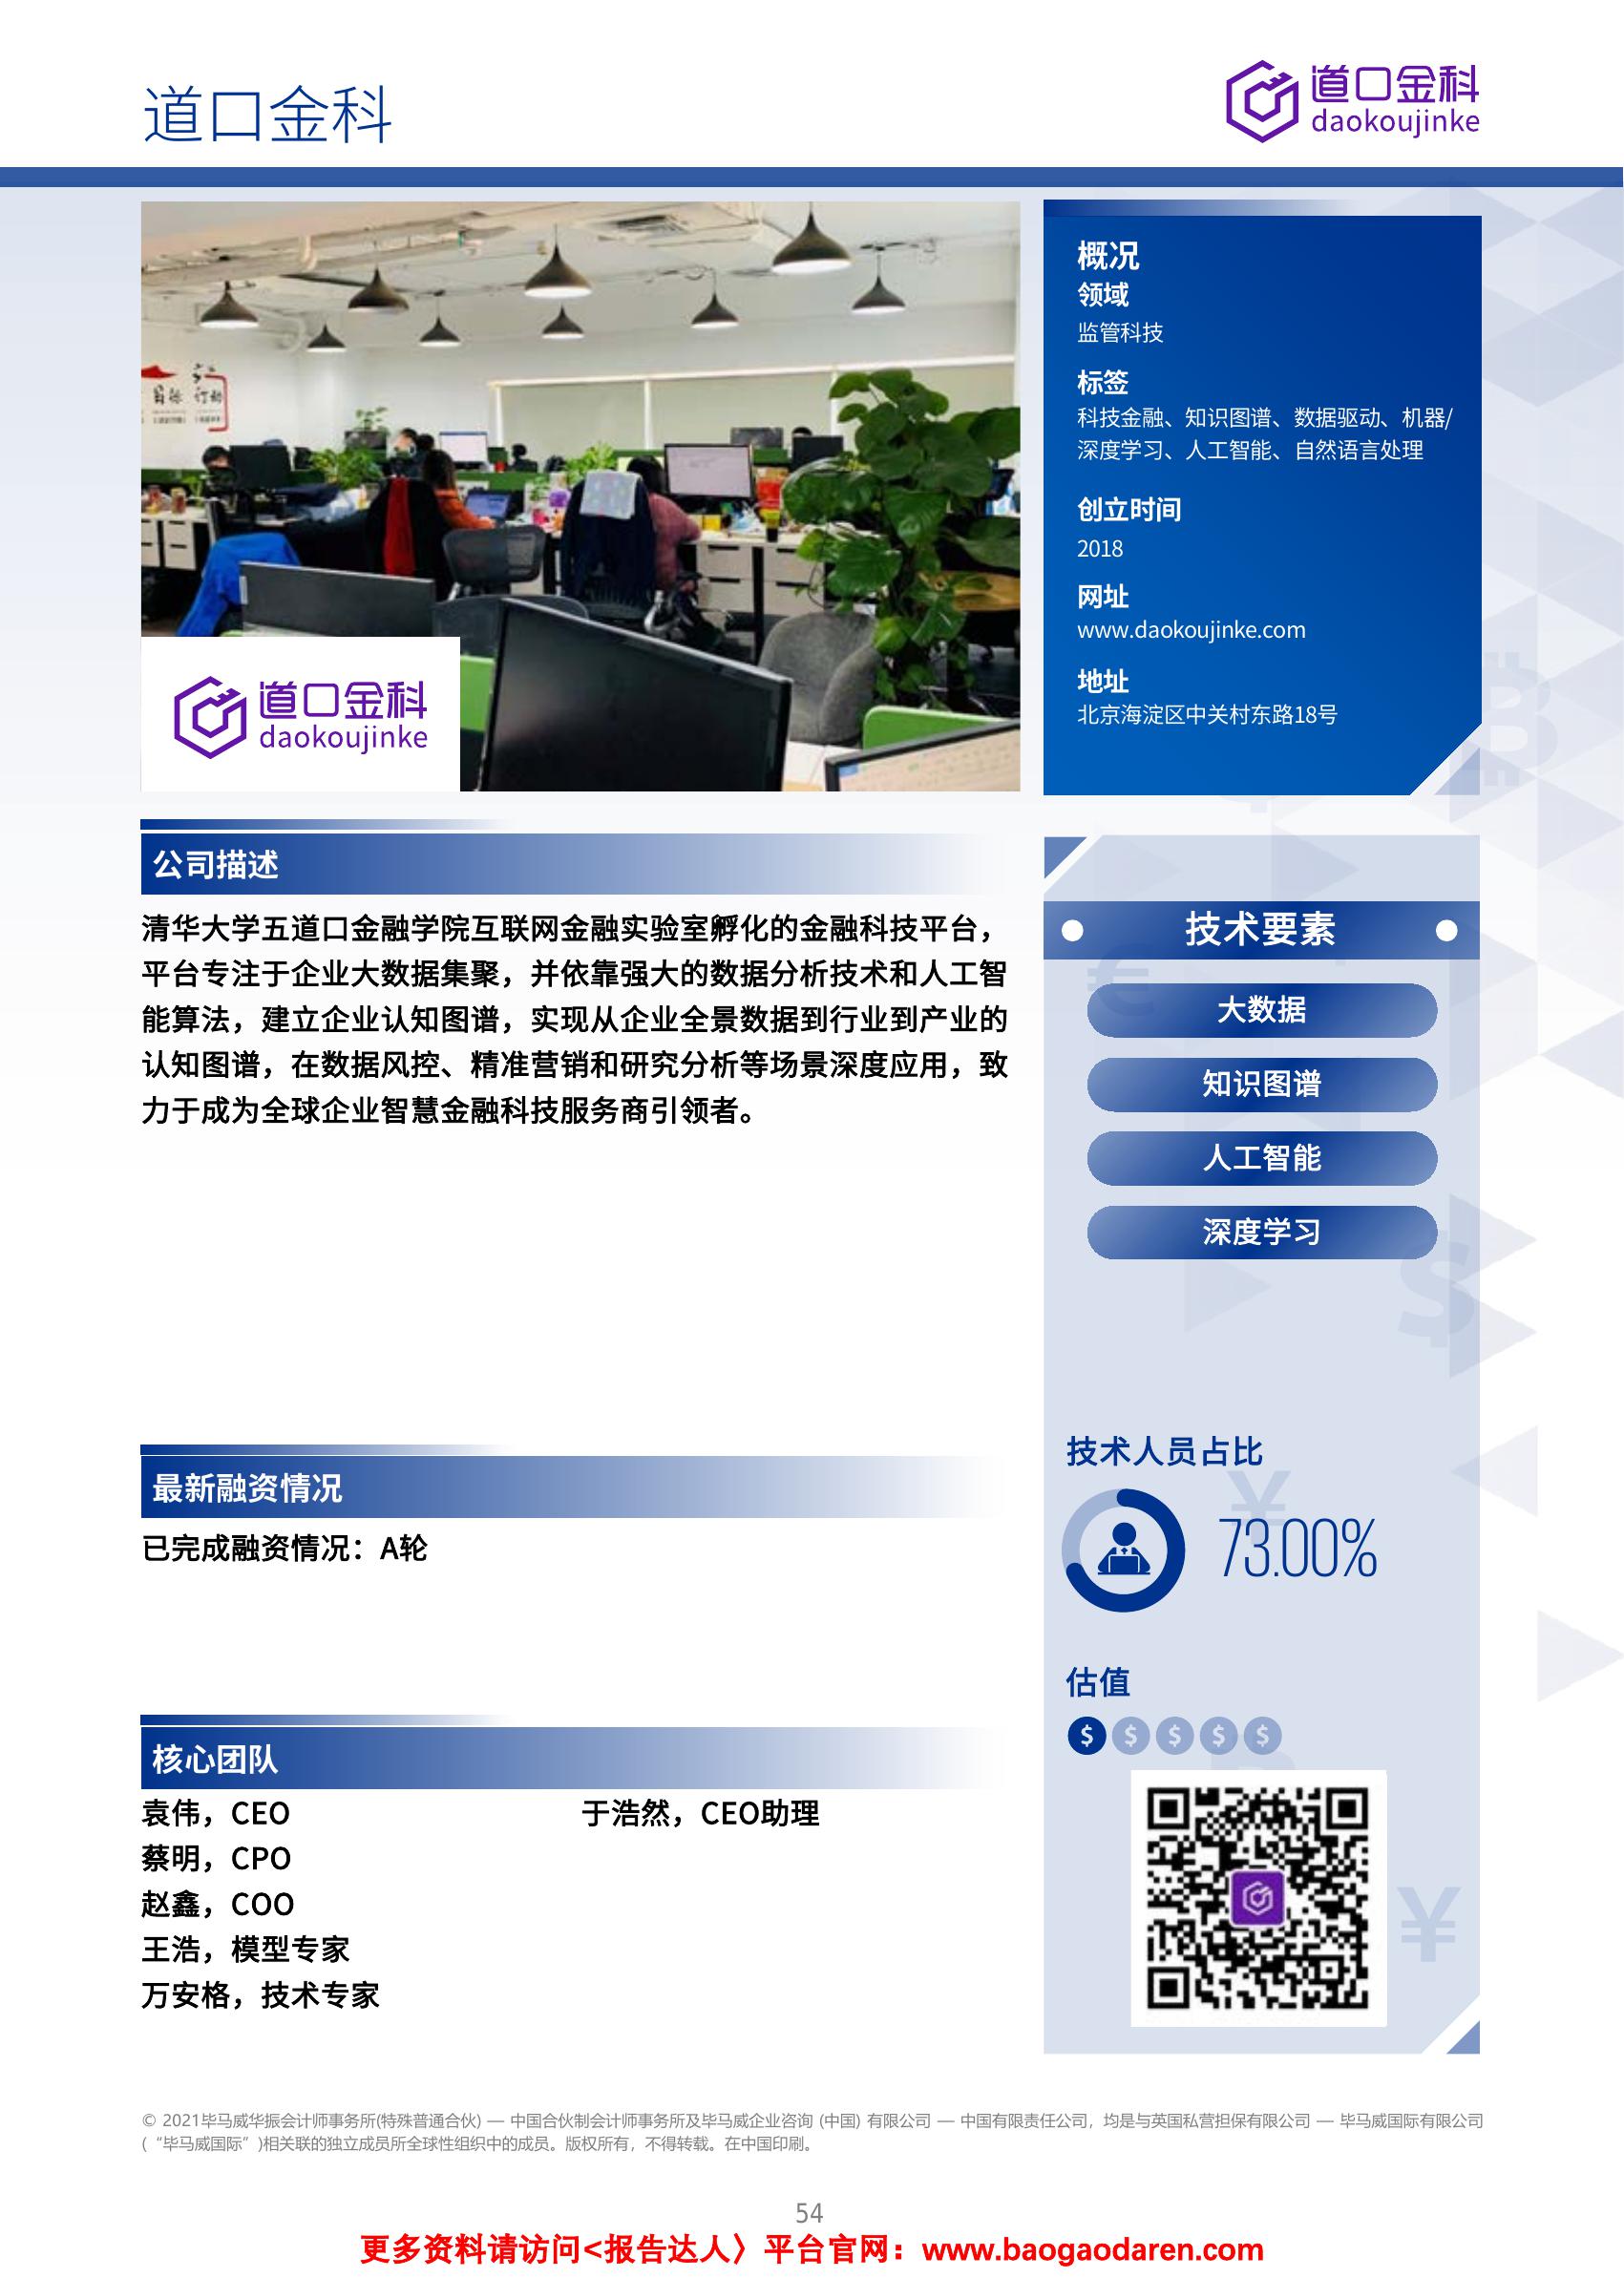 道口金科
道口金科
daokoujinke
道口金科
daokoujinke
概况
领域
监管科技
标签
科技金融、知识图谱、数据驱动、机器/
深度学习、人工智能、自然语言处理
创立时间
2018
网址
www.daokoujinke.com
地址
北京海淀区中关村东路18号
公司描述
清华大学五道口金融学院互联网金融实验室孵化的金融科技平台，
平台专注于企业大数据集聚，并依靠强大的数据分析技术和人工智
能算法，建立企业认知图谱，实现从企业全景数据到行业到产业的
认知图谱，在数据风控、精准营销和研究分析等场景深度应用，致
力于成为全球企业智慧金融科技服务商引领者。
技术要素
大数据
知识图谱
人工智能
深度学习
最新融资情况
已完成融资情况：A轮
技术人员占比
73.00%
估值
$ $ $ $ $
核心团队
袁伟，CEO
蔡明，CPO
赵鑫，COO
王浩，模型专家
万安格，技术专家
于浩然，CEO助理
© 2021毕马威华振会计师事务所(特殊普通合伙) — 中国合伙制会计师事务所及毕马威企业咨询 (中国) 有限公司 — 中国有限责任公司，均是与英国私营担保有限公司 — 毕马威国际有限公司
(“毕马威国际”)相关联的独立成员所全球性组织中的成员。版权所有，不得转载。在中国印刷。
54
更多资料请访问<报告达人〉平台官网：www.baogaodaren.com